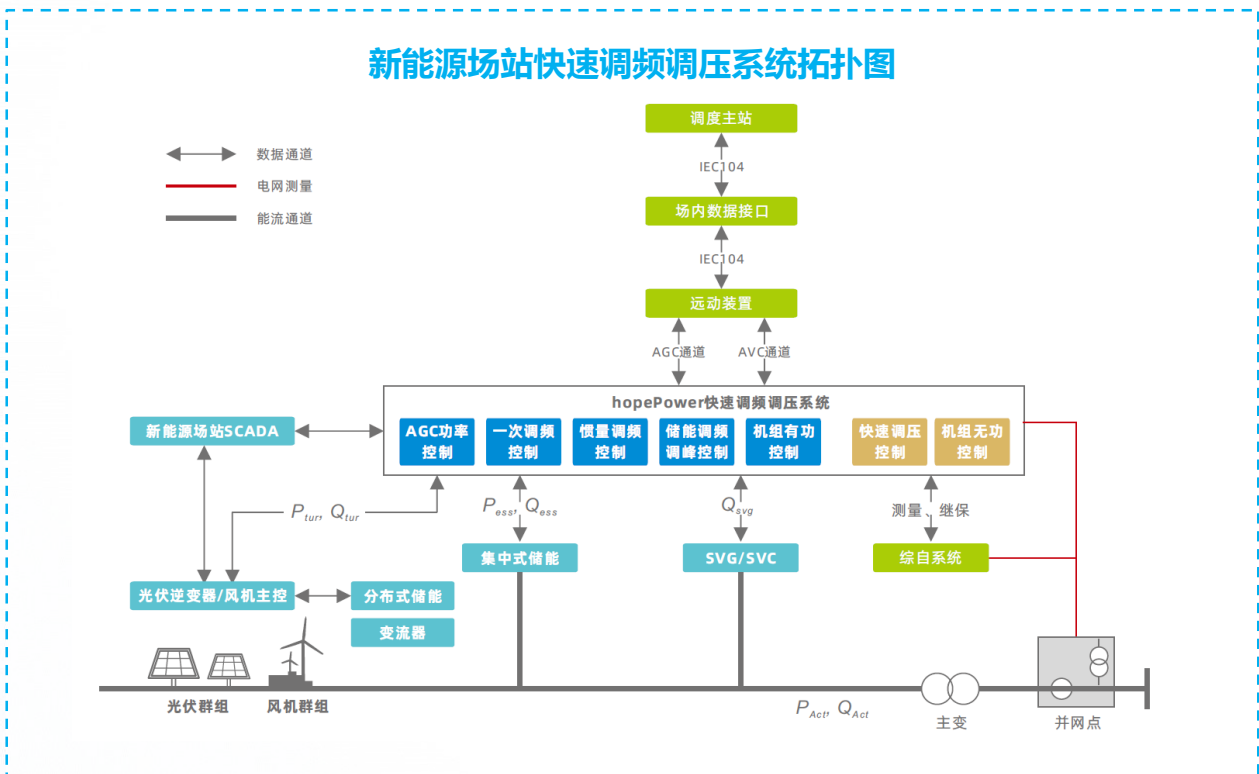 新能源场站快速调频调压系统拓扑图
调度主站
数据通道
IEC104
电网测量
场内数据接口
能流通道
IEC104
远动装置
AGC通道
AVC通道
hopePower快速调频调压系统
新能源场站SCADA
AGC功率
控制
一次调频
控制
惯量调频
控制
储能调频
调峰控制
机组有功
控制
快速调压
控制
机组无功
控制
Ptur, Qtur
Pess, Qess
Qsvg
测量、继保
集中式储能
SVG/SVC
综自系统
光伏逆变器/风机主控
分布式储能
变流器
光伏群组
风机群组
PAct, QAct
主变
并网点